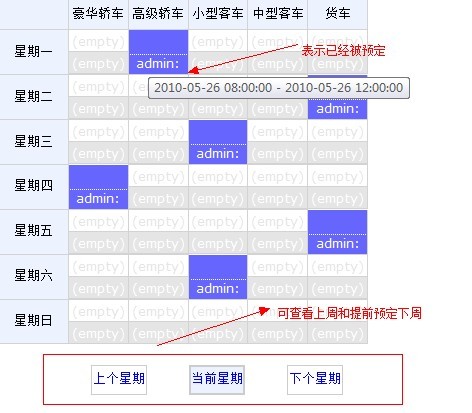 豪华轿车 高级轿车 小型客车 中型客车 货车
(empty) (empty) (empty) (empty)
星期一
(empty) admin: (empty) (empty) (empty)
表示已经被预定
(empty)
2010-05-26 08:00:00 - 2010-05-26 12:00:00
星期二
(empty) (empty) (empty) (empty) admin:
(empty) (empty) (empty) (empty)
星期三
(empty) (empty) admin: (empty) (empty)
(empty) (empty) (empty) (empty)
星期四
admin: (empty) (empty) (empty) (empty)
(empty) (empty) (empty) (empty)
星期五
(empty) (empty) (empty) (empty) admin:
(empty) (empty) (empty) (empty)
星期六
(empty) (empty) admin: (empty) (empty)
(empty) (empty) (empty) (empty) (empty)
星期日
(empty) (empty) (empty) (empty) (empty)
可查看上周和提前预定下周
上个星期 当前星期 下个星期